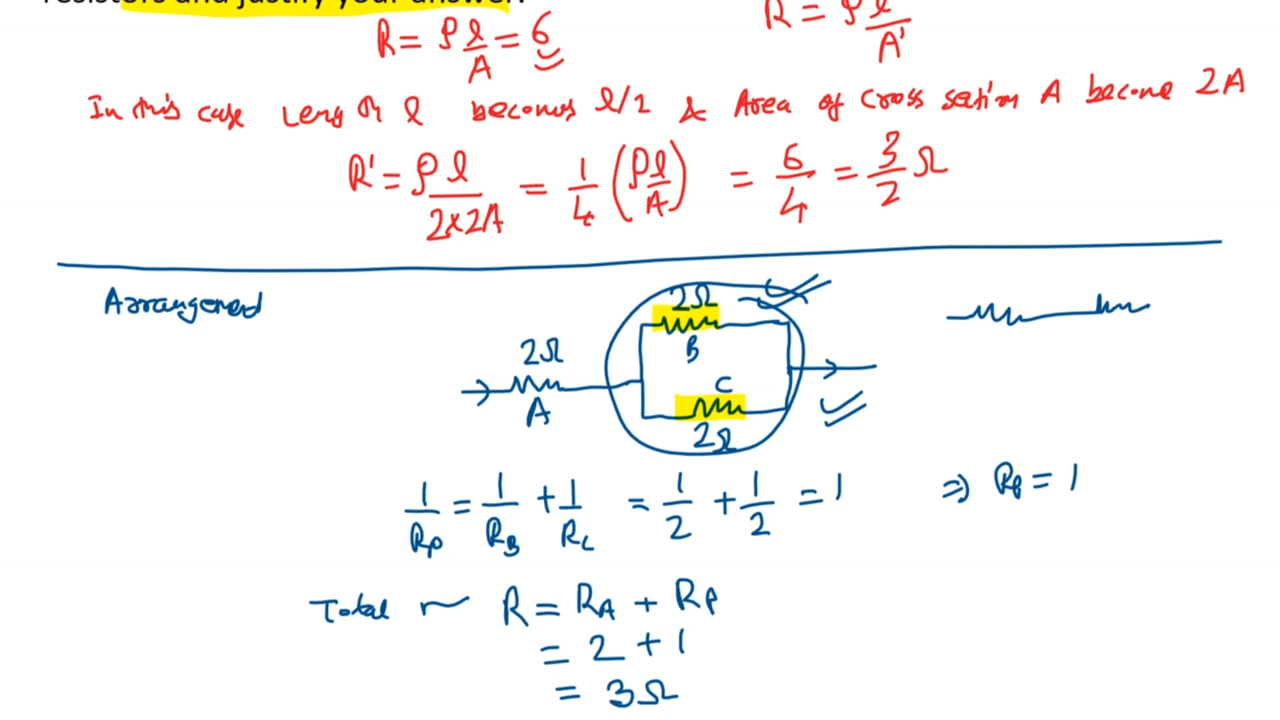 resistors and justify your answer.
R = ρl/A = 6
R = ρl/A'
In this case length l becomes l/2 & Area of cross section A become 2A
R' = ρl/2×2A = 1/4 (ρl/A) = 6/4 = 3/2 Ω
Arrangement
2Ω
B
2Ω
A
C
2Ω
1/RP = 1/RB + 1/RC = 1/2 + 1/2 = 1 ⇒ RP = 1
Total R = RA + RP
= 2 + 1
= 3Ω